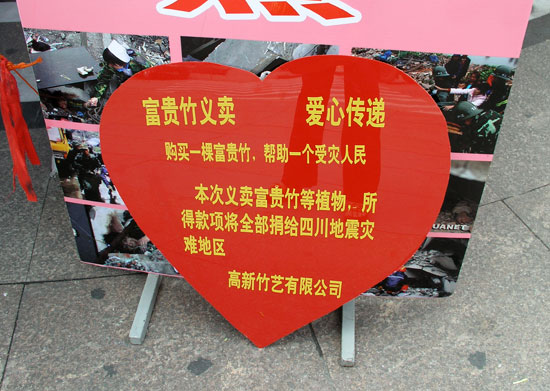 富贵竹义卖 爱心传递
购买一棵富贵竹，帮助一个受灾人民
本次义卖富贵竹等植物，所
得款项将全部捐给四川地震灾
难地区
高新竹艺有限公司
UANET